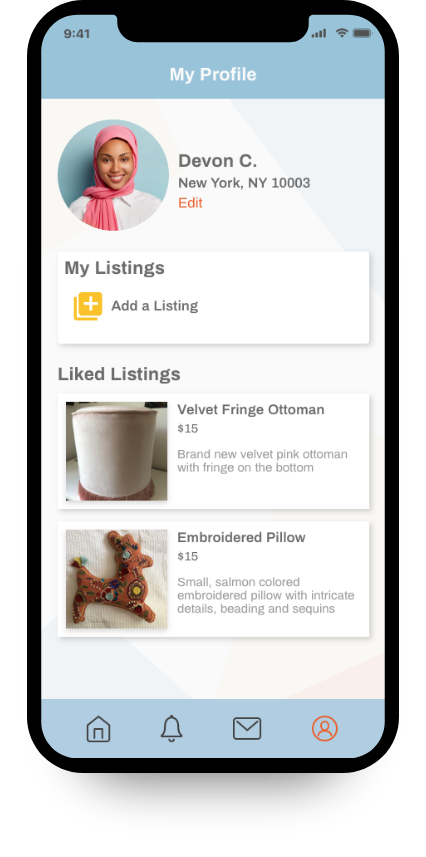 9:41
My Profile
Devon C.
New York, NY 10003
Edit
My Listings
Add a Listing
Liked Listings
Velvet Fringe Ottoman
$15
Brand new velvet pink ottoman
with fringe on the bottom
Embroidered Pillow
$15
Small, salmon colored
embroidered pillow with intricate
details, beading and sequins